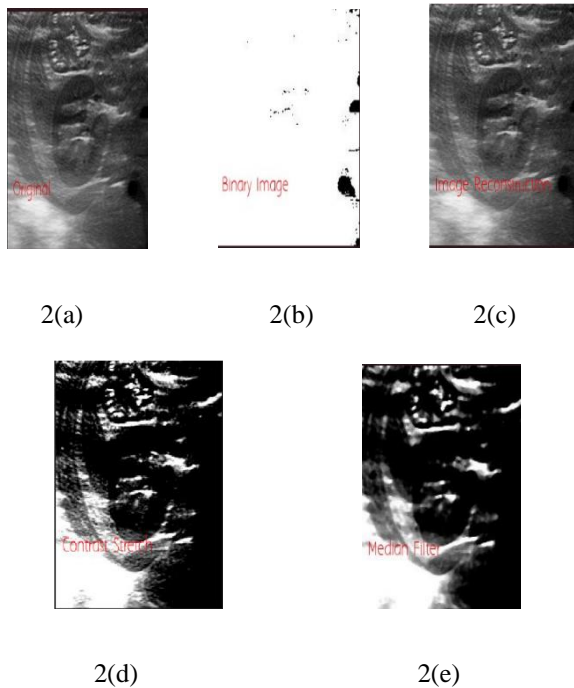 Original
Binary Image
Image Reconstruction
2(a)
2(b)
2(c)
Contrast Stretch
Median Filter
2(d)
2(e)